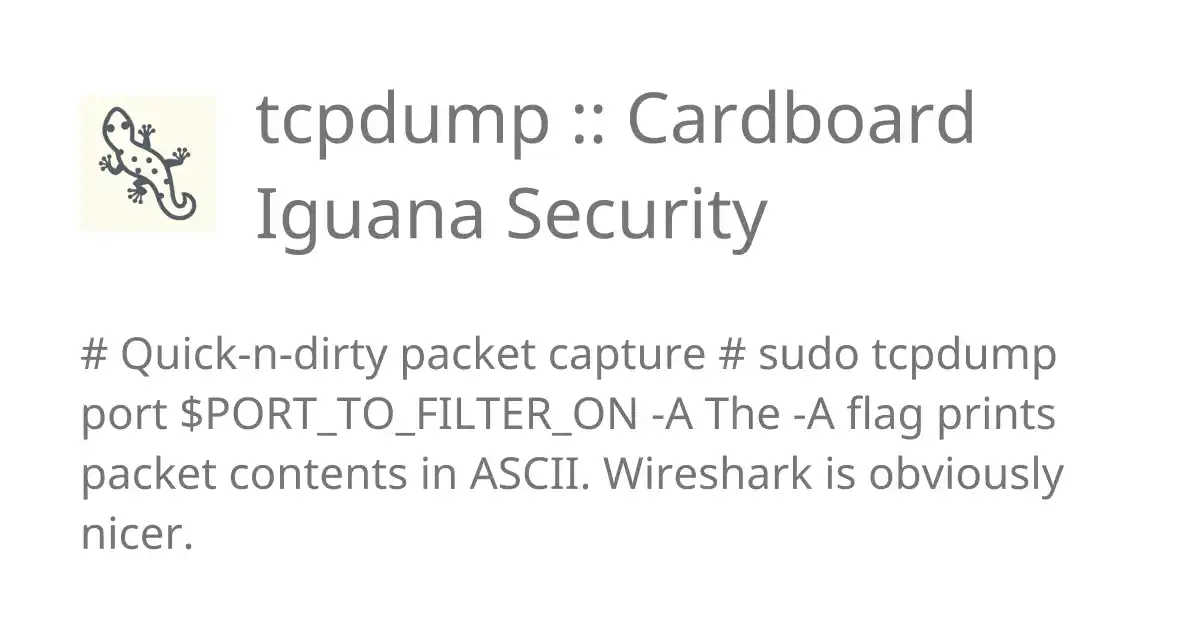 tcpdump :: Cardboard
Iguana Security
# Quick-n-dirty packet capture # sudo tcpdump
port $PORT_TO_FILTER_ON -A The -A flag prints
packet contents in ASCII. Wireshark is obviously
nicer.